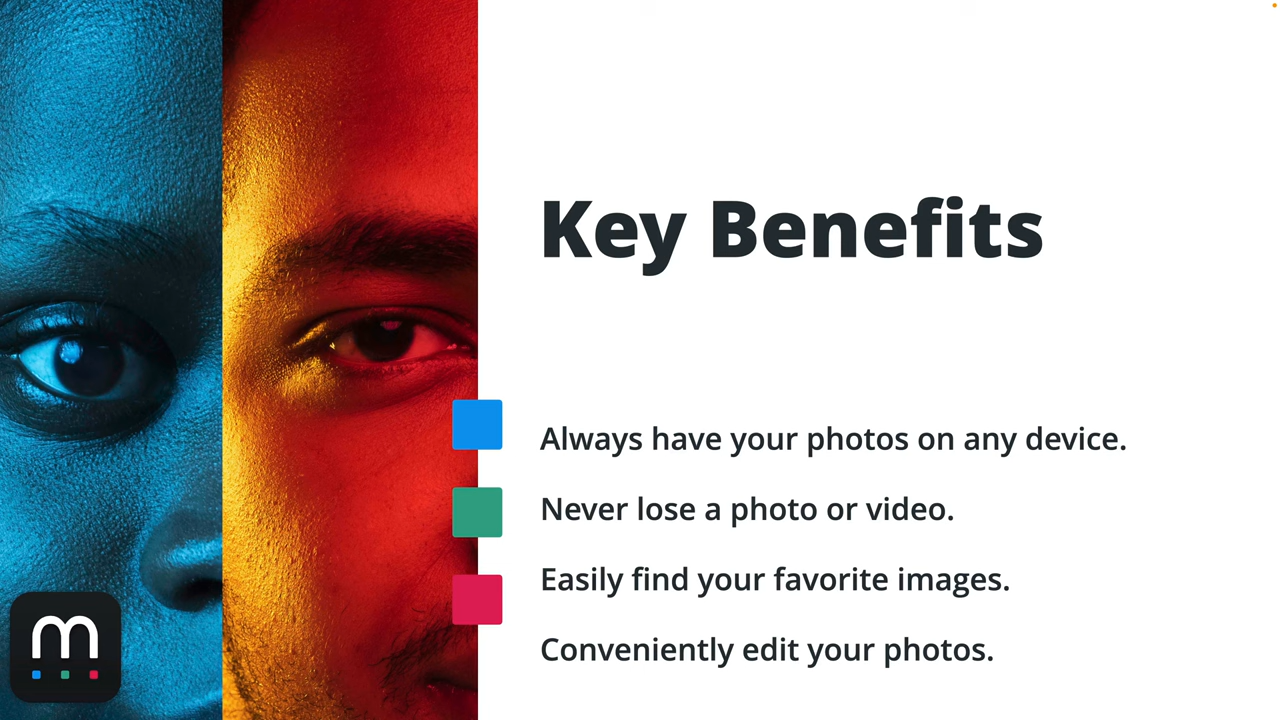 Key Benefits
Always have your photos on any device.
Never lose a photo or video.
Easily find your favorite images.
Conveniently edit your photos.
m